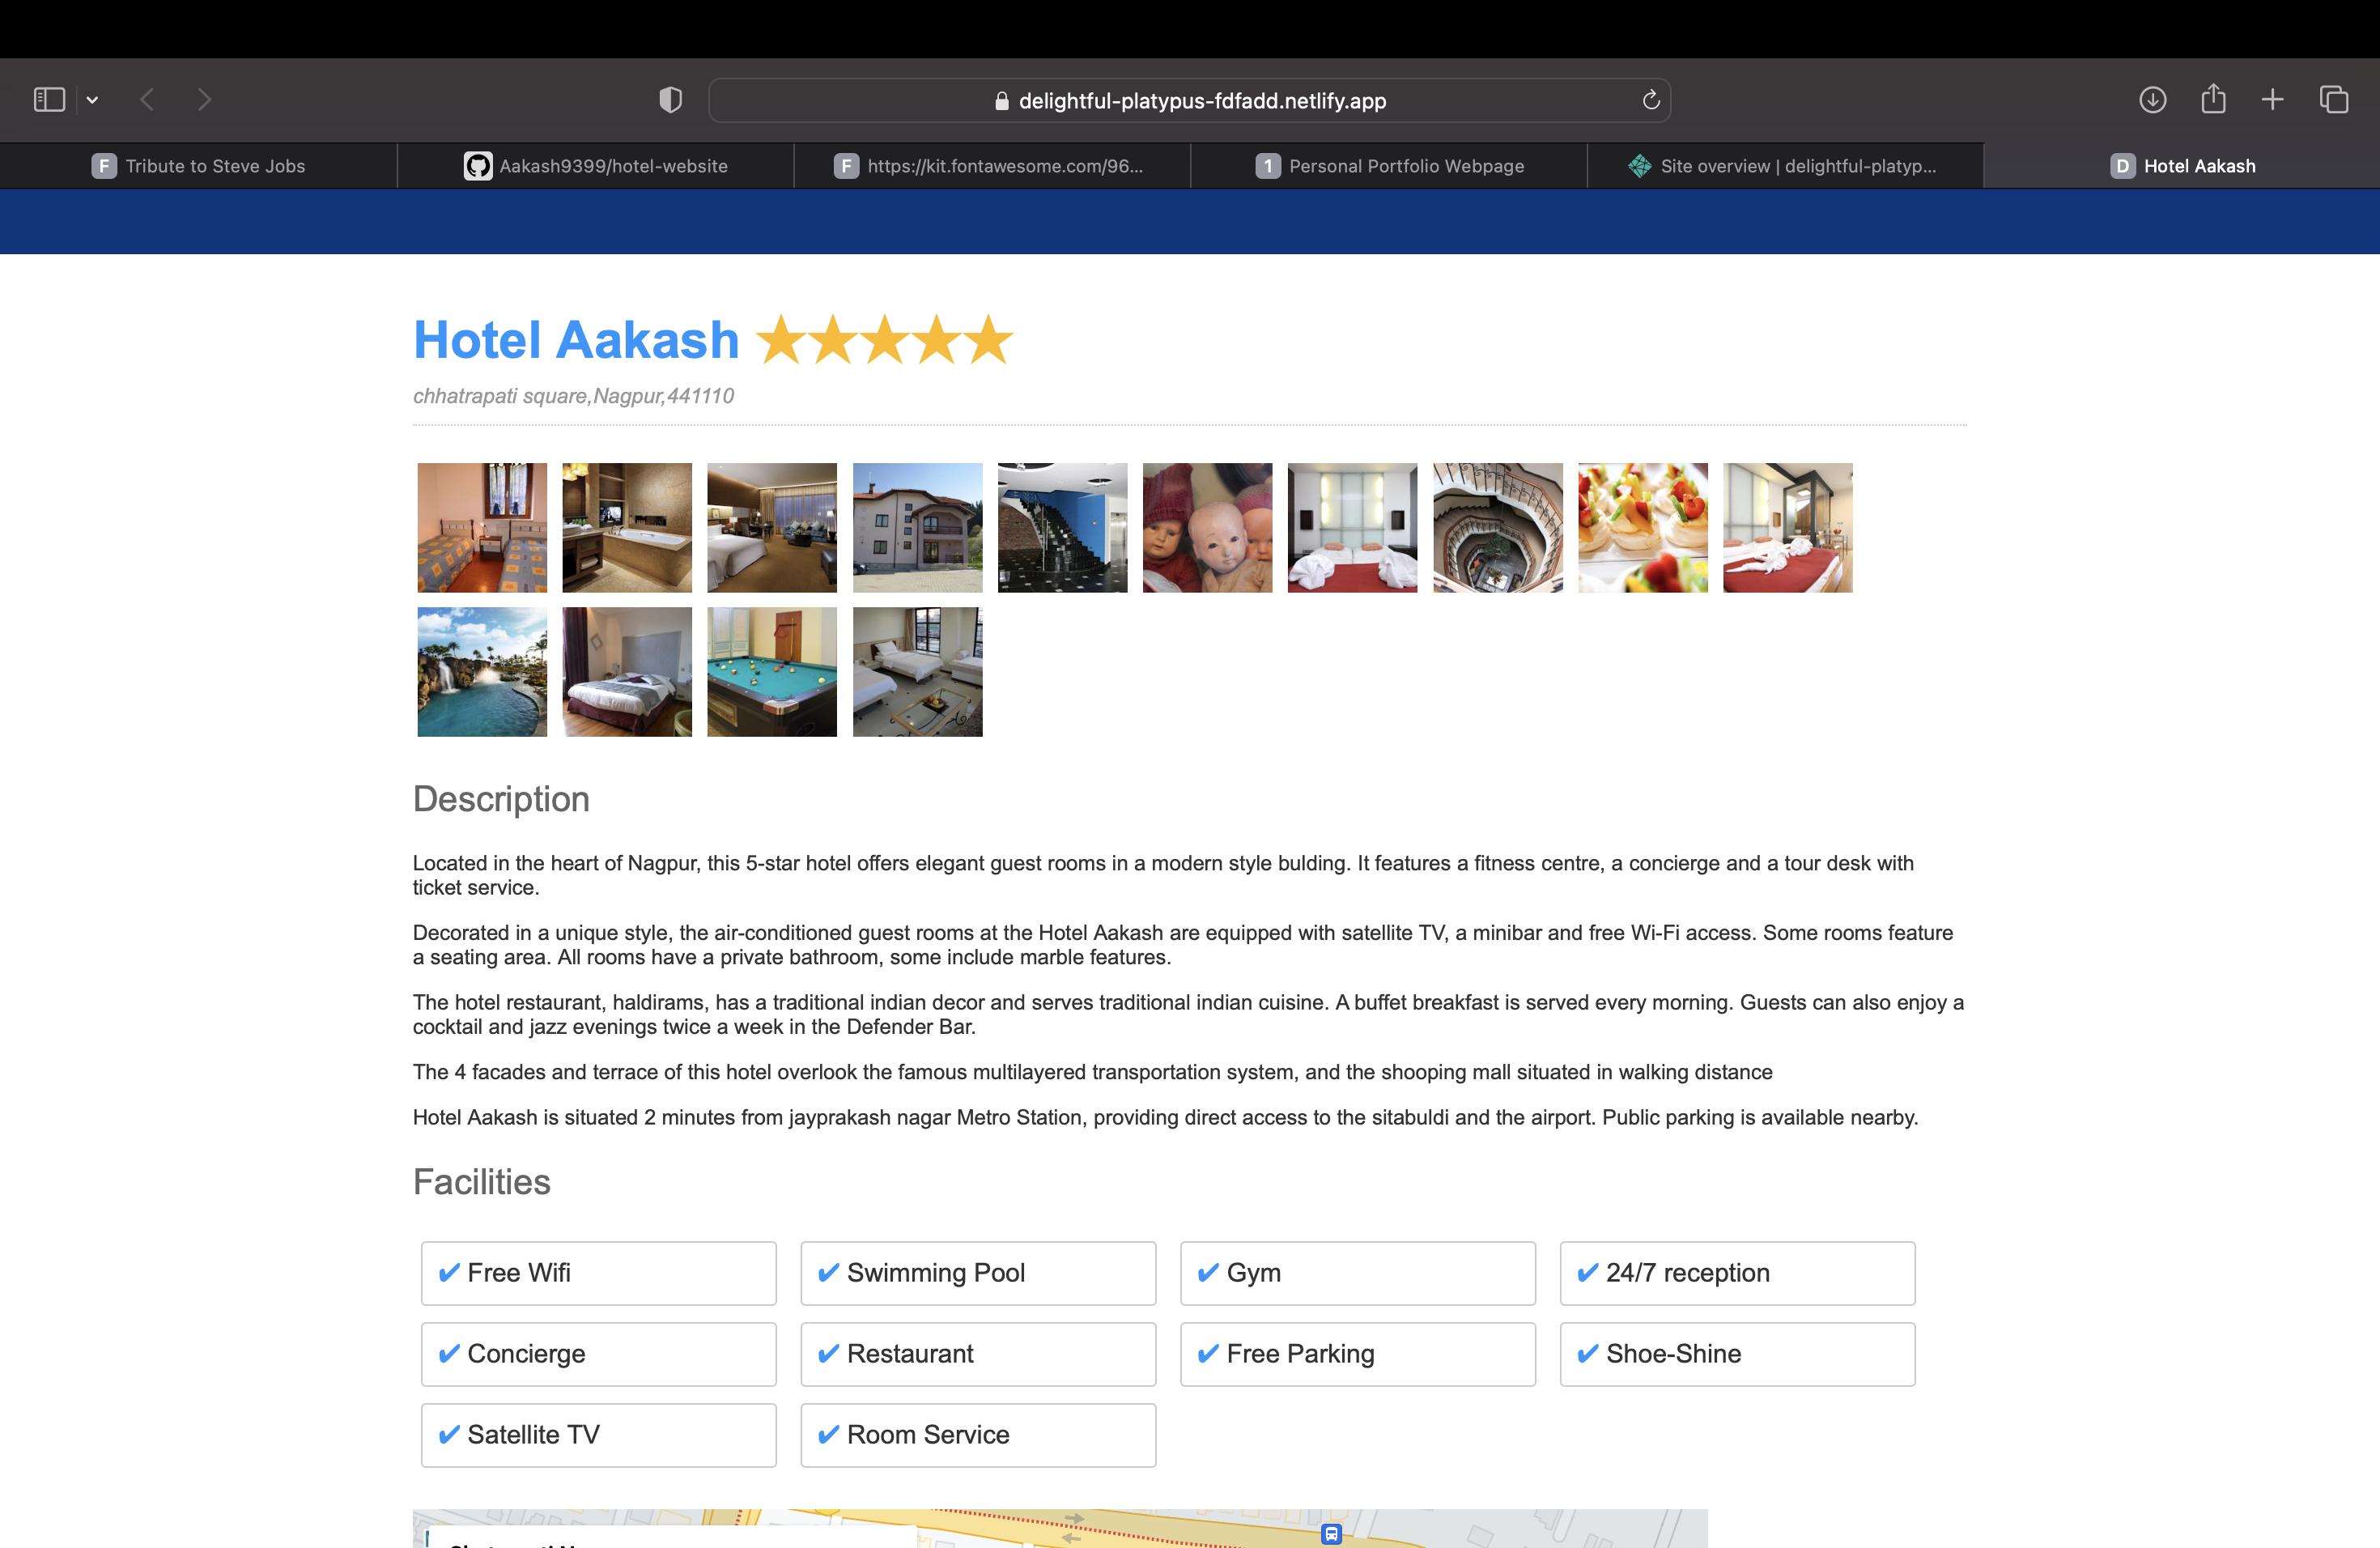 delightful-platypus-fdfadd.netlify.app
F Tribute to Steve Jobs
Aakash9399/hotel-website
F https://kit.fontawesome.com/96...
1 Personal Portfolio Webpage
Site overview | delightful-platyp...
D Hotel Aakash
Hotel Aakash ★★★★★
chhatrapati square,Nagpur,441110
Description
Located in the heart of Nagpur, this 5-star hotel offers elegant guest rooms in a modern style bulding. It features a fitness centre, a concierge and a tour desk with
ticket service.
Decorated in a unique style, the air-conditioned guest rooms at the Hotel Aakash are equipped with satellite TV, a minibar and free Wi-Fi access. Some rooms feature
a seating area. All rooms have a private bathroom, some include marble features.
The hotel restaurant, haldirams, has a traditional indian decor and serves traditional indian cuisine. A buffet breakfast is served every morning. Guests can also enjoy a
cocktail and jazz evenings twice a week in the Defender Bar.
The 4 facades and terrace of this hotel overlook the famous multilayered transportation system, and the shooping mall situated in walking distance
Hotel Aakash is situated 2 minutes from jayprakash nagar Metro Station, providing direct access to the sitabuldi and the airport. Public parking is available nearby.
Facilities
✔ Free Wifi
✔ Swimming Pool
✔ Gym
✔ 24/7 reception
✔ Concierge
✔ Restaurant
✔ Free Parking
✔ Shoe-Shine
✔ Satellite TV
✔ Room Service